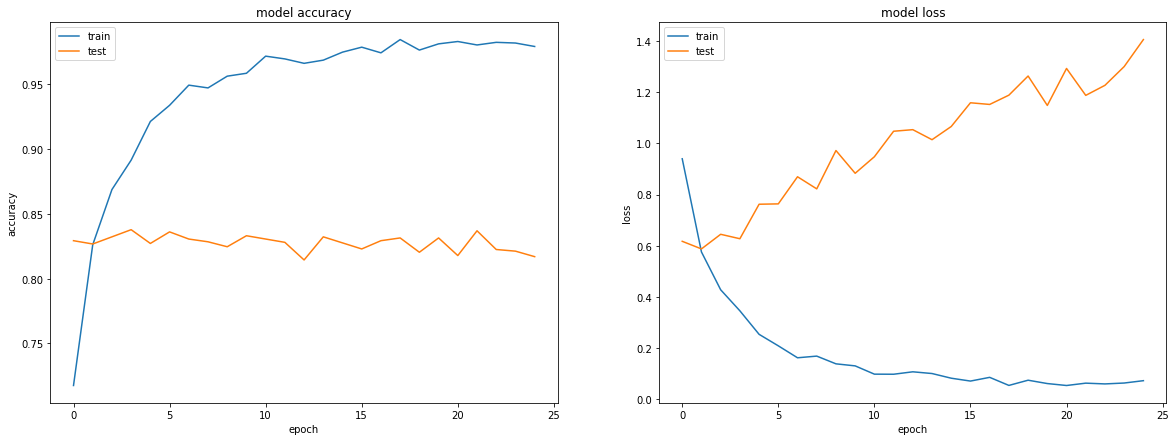 model accuracy
train
test
0.95
0.90
0.85
0.80
0.75
accuracy
0 5 10 15 20 25
epoch
model loss
train
test
1.4
1.2
1.0
0.8
0.6
0.4
0.2
0.0
loss
0 5 10 15 20 25
epoch